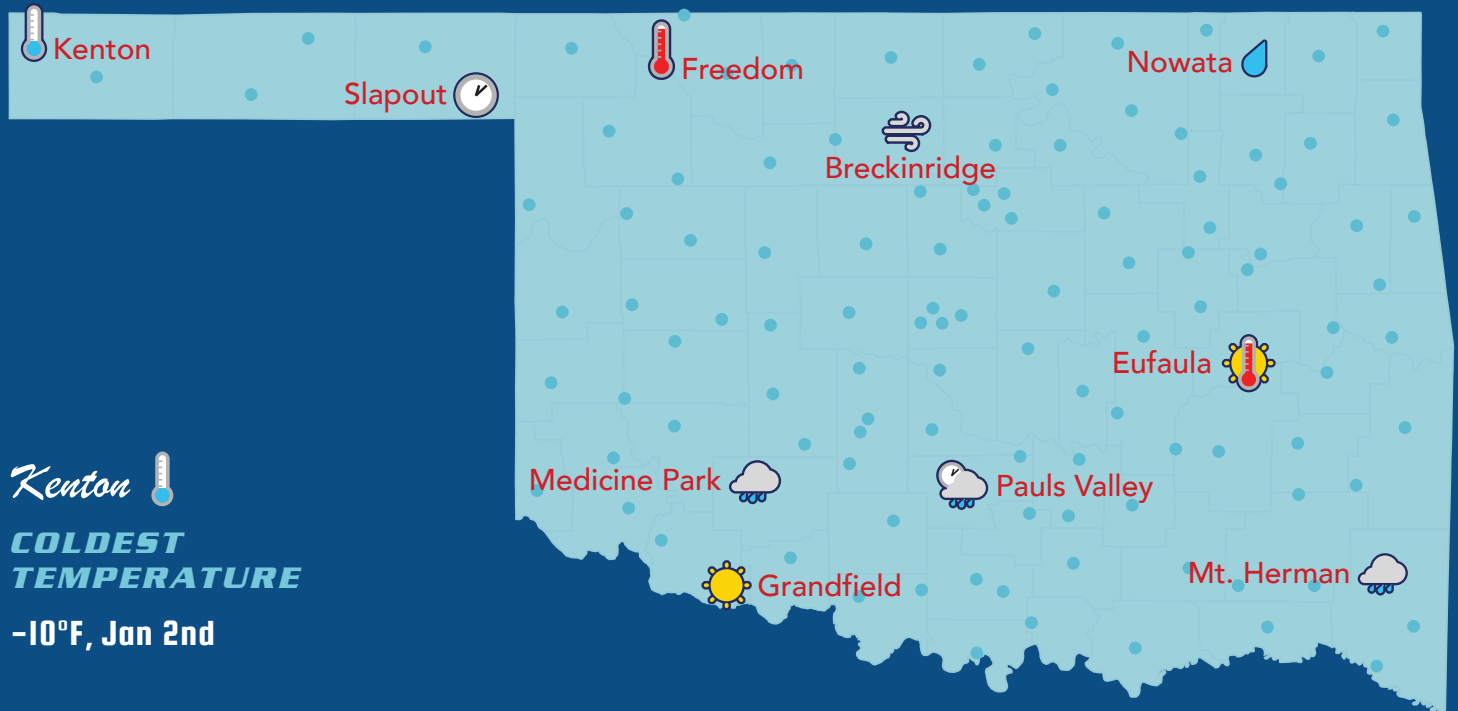 Kenton
Freedom
Nowata
Slapout
Breckinridge
Eufaula
Medicine Park
Pauls Valley
Mt. Herman
Grandfield
Kenton
COLDEST
TEMPERATURE
-10°F, Jan 2nd